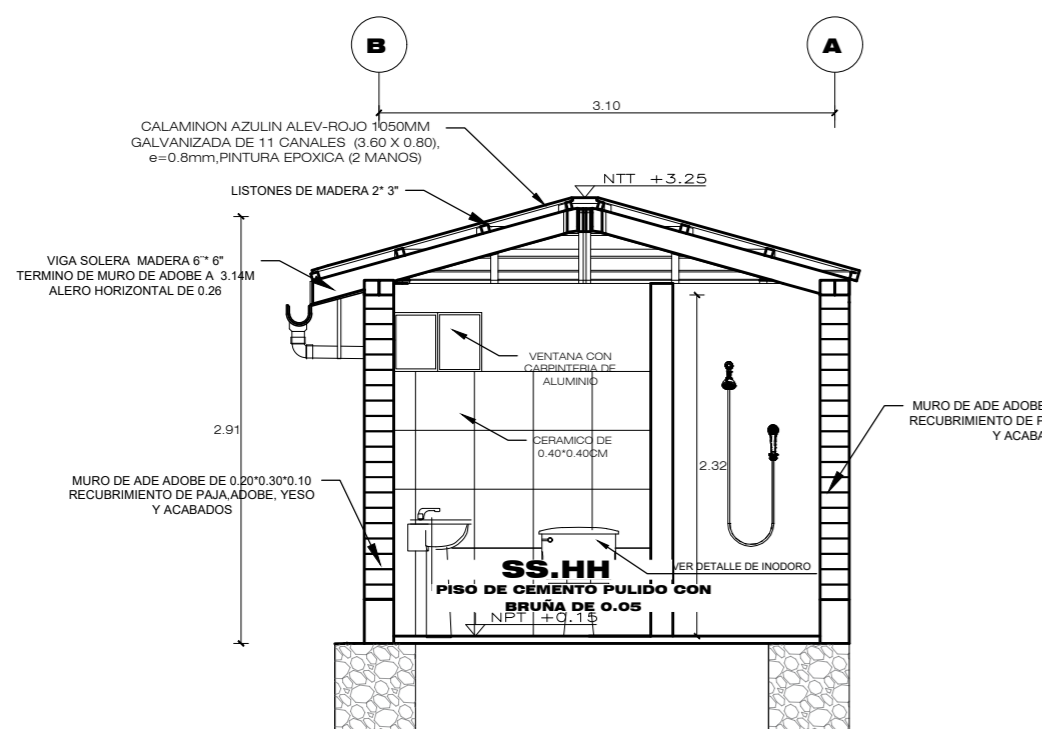 B
A
3.10
CALAMINON AZULIN ALEV-ROJO 1050MM
GALVANIZADA DE 11 CANALES (3.60 X 0.80),
e=0.8mm,PINTURA EPOXICA (2 MANOS)
NTT +3.25
LISTONES DE MADERA 2* 3"
VIGA SOLERA MADERA 6¨* 6"
TERMINO DE MURO DE ADOBE A 3.14M
ALERO HORIZONTAL DE 0.26
VENTANA CON
CARPINTERIA DE
ALUMINIO
2.91
CERAMICO DE
0.40*0.40CM
2.32
MURO DE ADE ADOBE
RECUBRIMIENTO DE
Y
MURO DE ADE ADOBE DE 0.20*0.30*0.10
RECUBRIMIENTO DE PAJA,ADOBE, YESO
Y ACABADOS
VER DETALLE DE INODORO
SS.HH
PISO DE CEMENTO PULIDO CON
BRUÑA DE 0.05
NPT +0.15